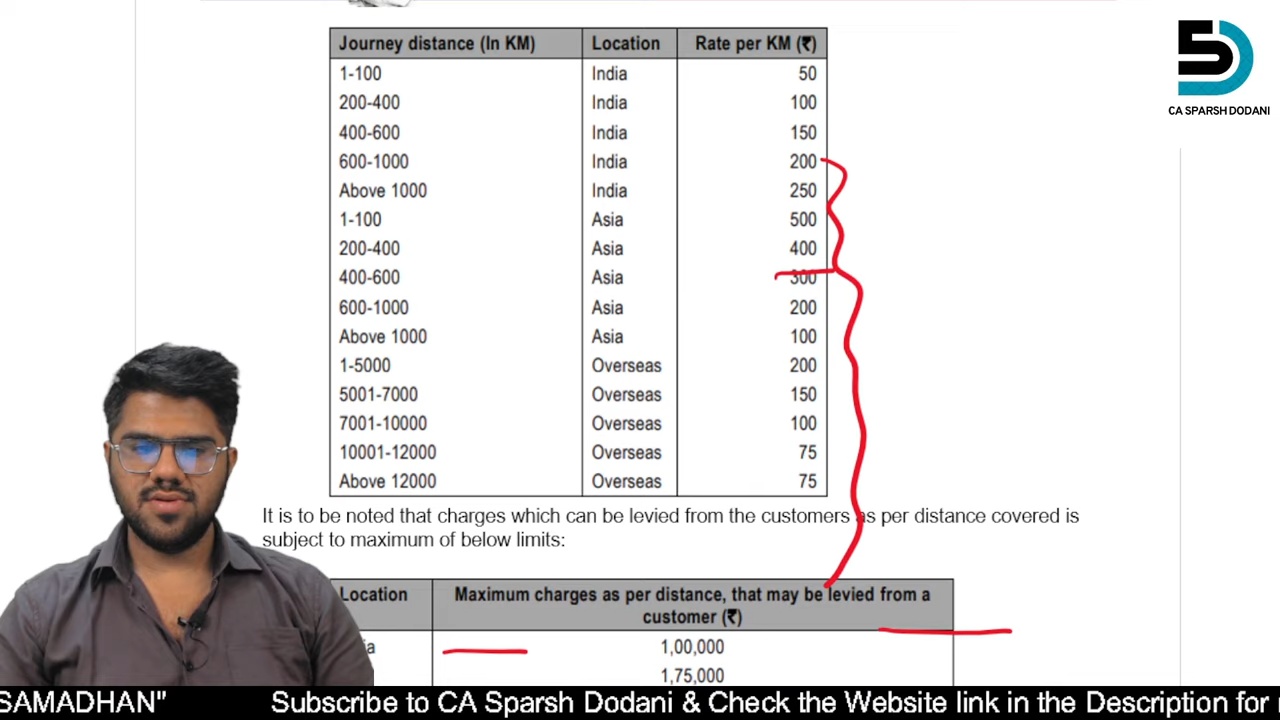 Journey distance (In KM) Location Rate per KM (₹)
1-100 India 50
200-400 India 100
400-600 India 150
600-1000 India 200
Above 1000 India 250
1-100 Asia 500
200-400 Asia 400
400-600 Asia 300
600-1000 Asia 200
Above 1000 Asia 100
1-5000 Overseas 200
5001-7000 Overseas 150
7001-10000 Overseas 100
10001-12000 Overseas 75
Above 12000 Overseas 75
CA SPARSH DODANI
It is to be noted that charges which can be levied from the customers as per distance covered is
subject to maximum of below limits:
Location Maximum charges as per distance, that may be levied from a
customer (₹)
ia 1,00,000
1,75,000
SAMADHAN" Subscribe to CA Sparsh Dodani & Check the Website link in the Description for